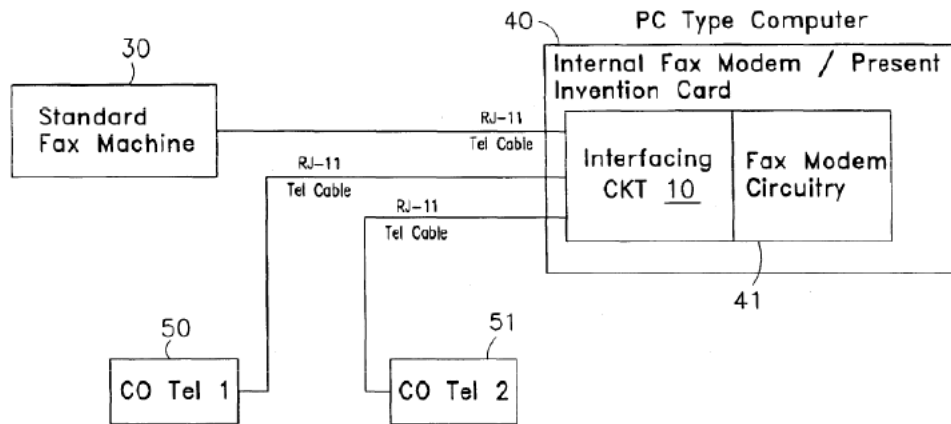 PC Type Computer
40
30
Internal Fax Modem / Present
Invention Card
Standard
Fax Machine
RJ-11
Tel Cable
Interfacing
CKT 10
Fax Modem
Circuitry
RJ-11
Tel Cable
RJ-11
Tel Cable
41
50
51
CO Tel 1
CO Tel 2